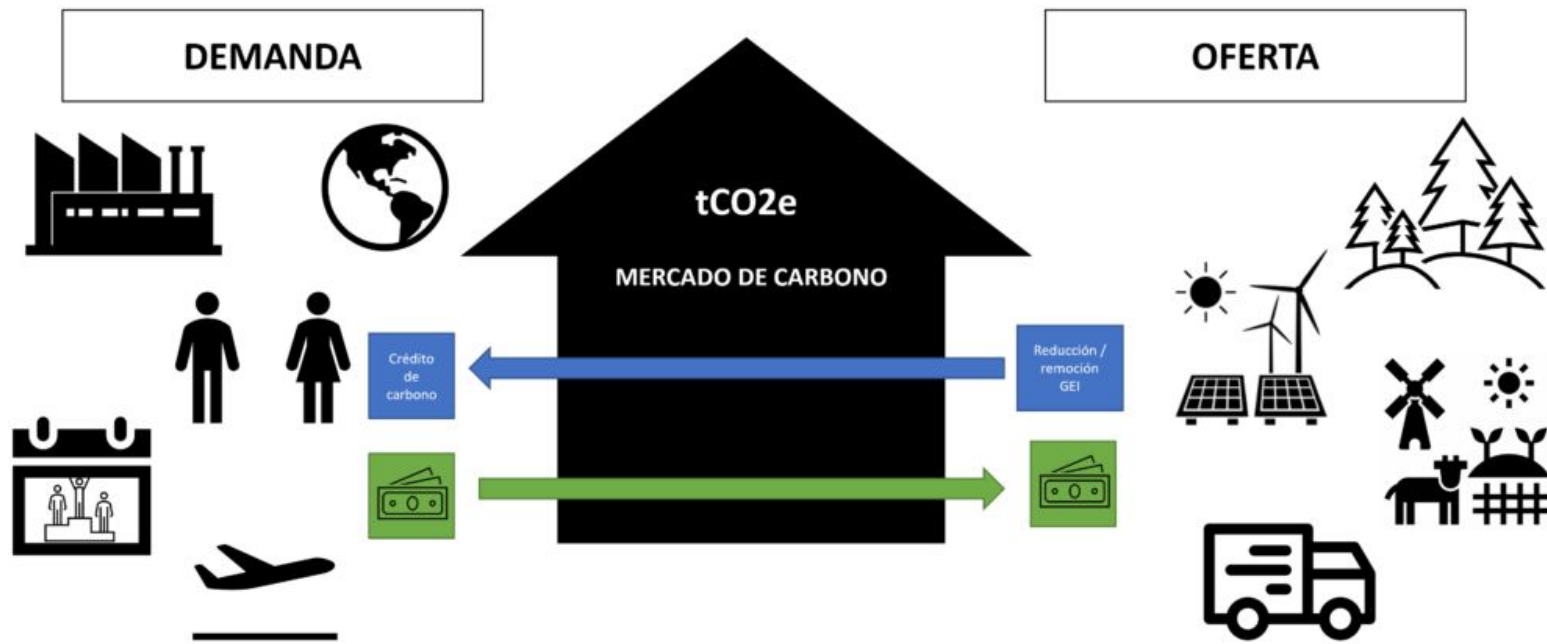 DEMANDA
OFERTA
tCO2e
MERCADO DE CARBONO
Crédito
de
carbono
Reducción /
remoción
GEI